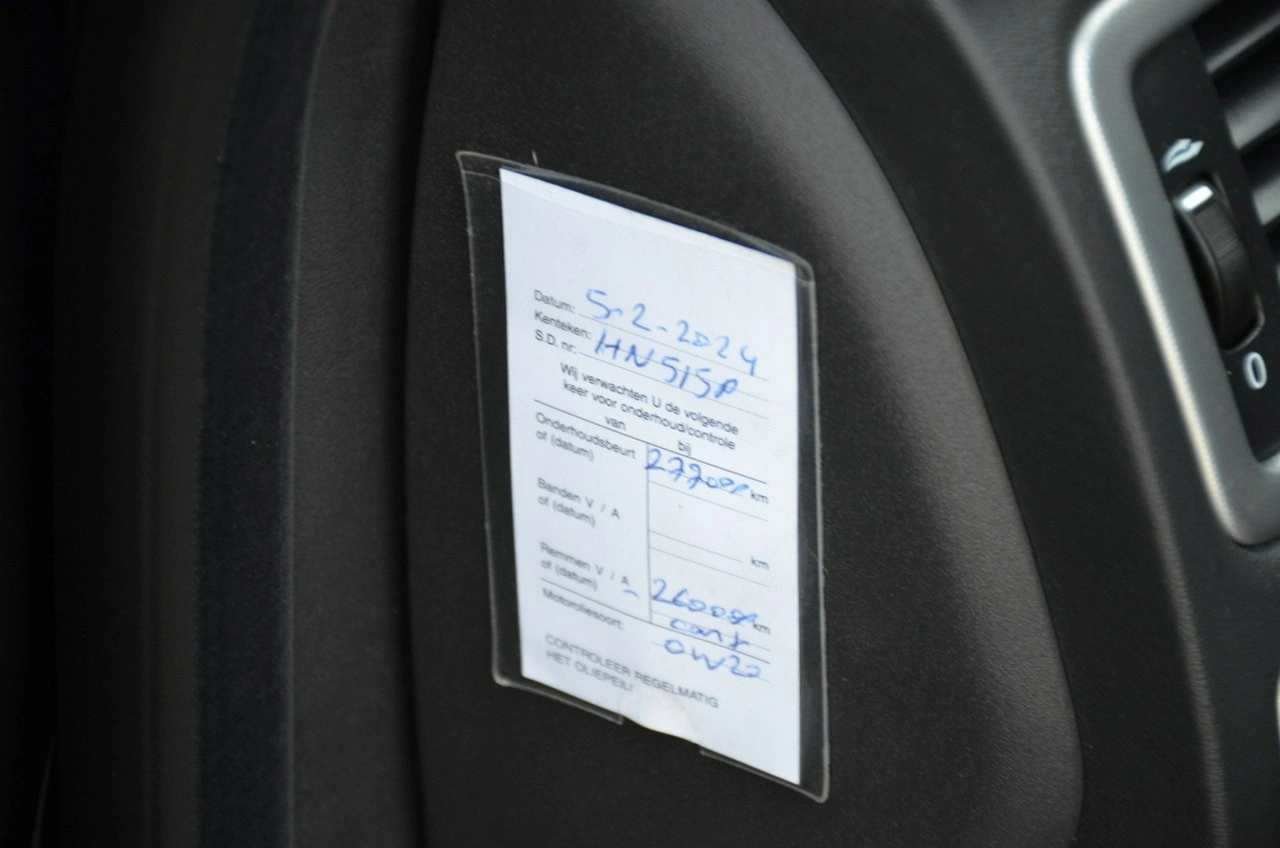 Datum: 5-2-2024
Kenteken: HN515P
S.D. nr.:
Wij verwachten U de volgende
keer voor onderhoud/controle
van bij
Onderhoudsbeurt 277000 km
of (datum)
Banden V / A
of (datum) km
Remmen V / A 260000 km
of (datum) cont
Motoroliesoort: 0W20
CONTROLEER REGELMATIG
HET OLIEPEIL!
0